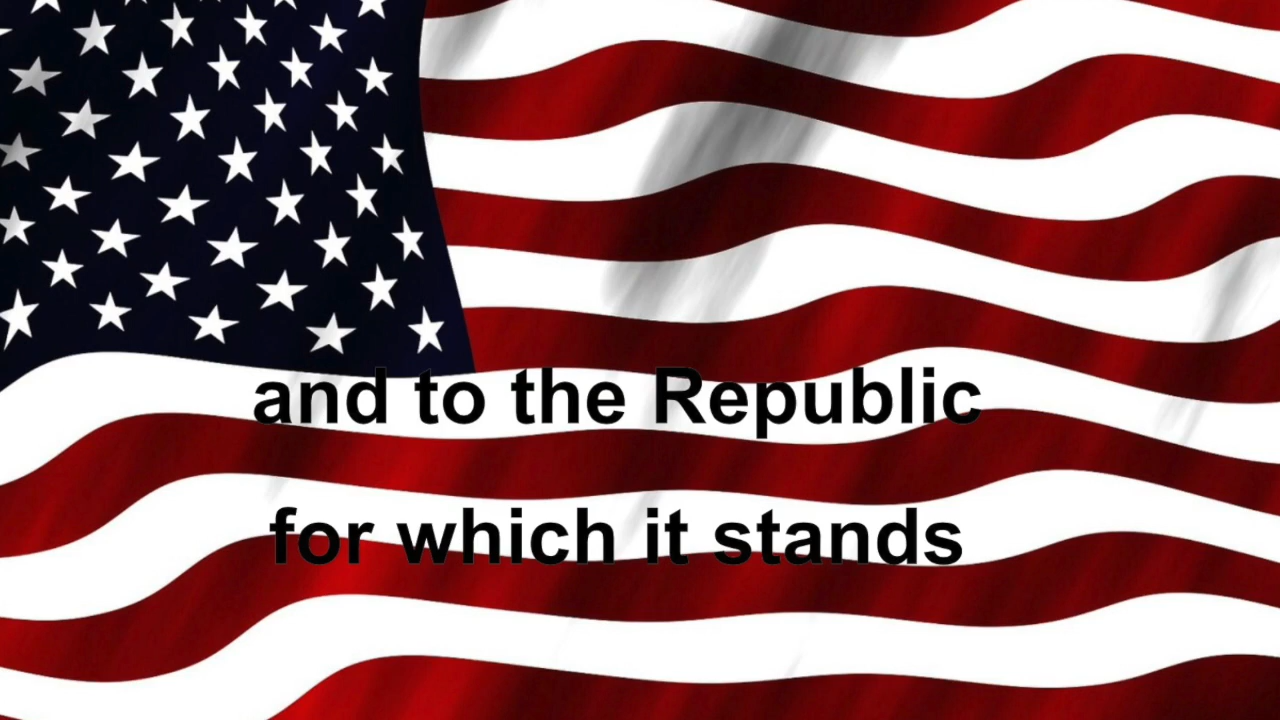 and to the Republic
for which it stands